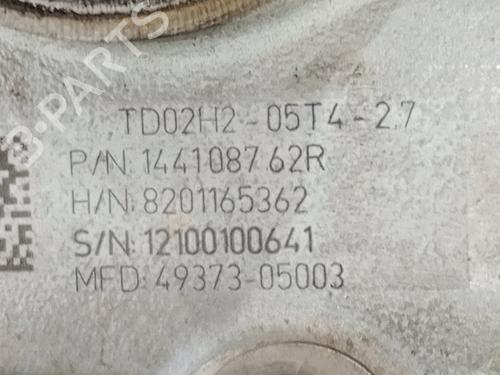 B-PARTS
TD02H2-05T4-2.7
P/N:144108762R
H/N:8201165362
S/N:12100100641
MFD:49373-05003